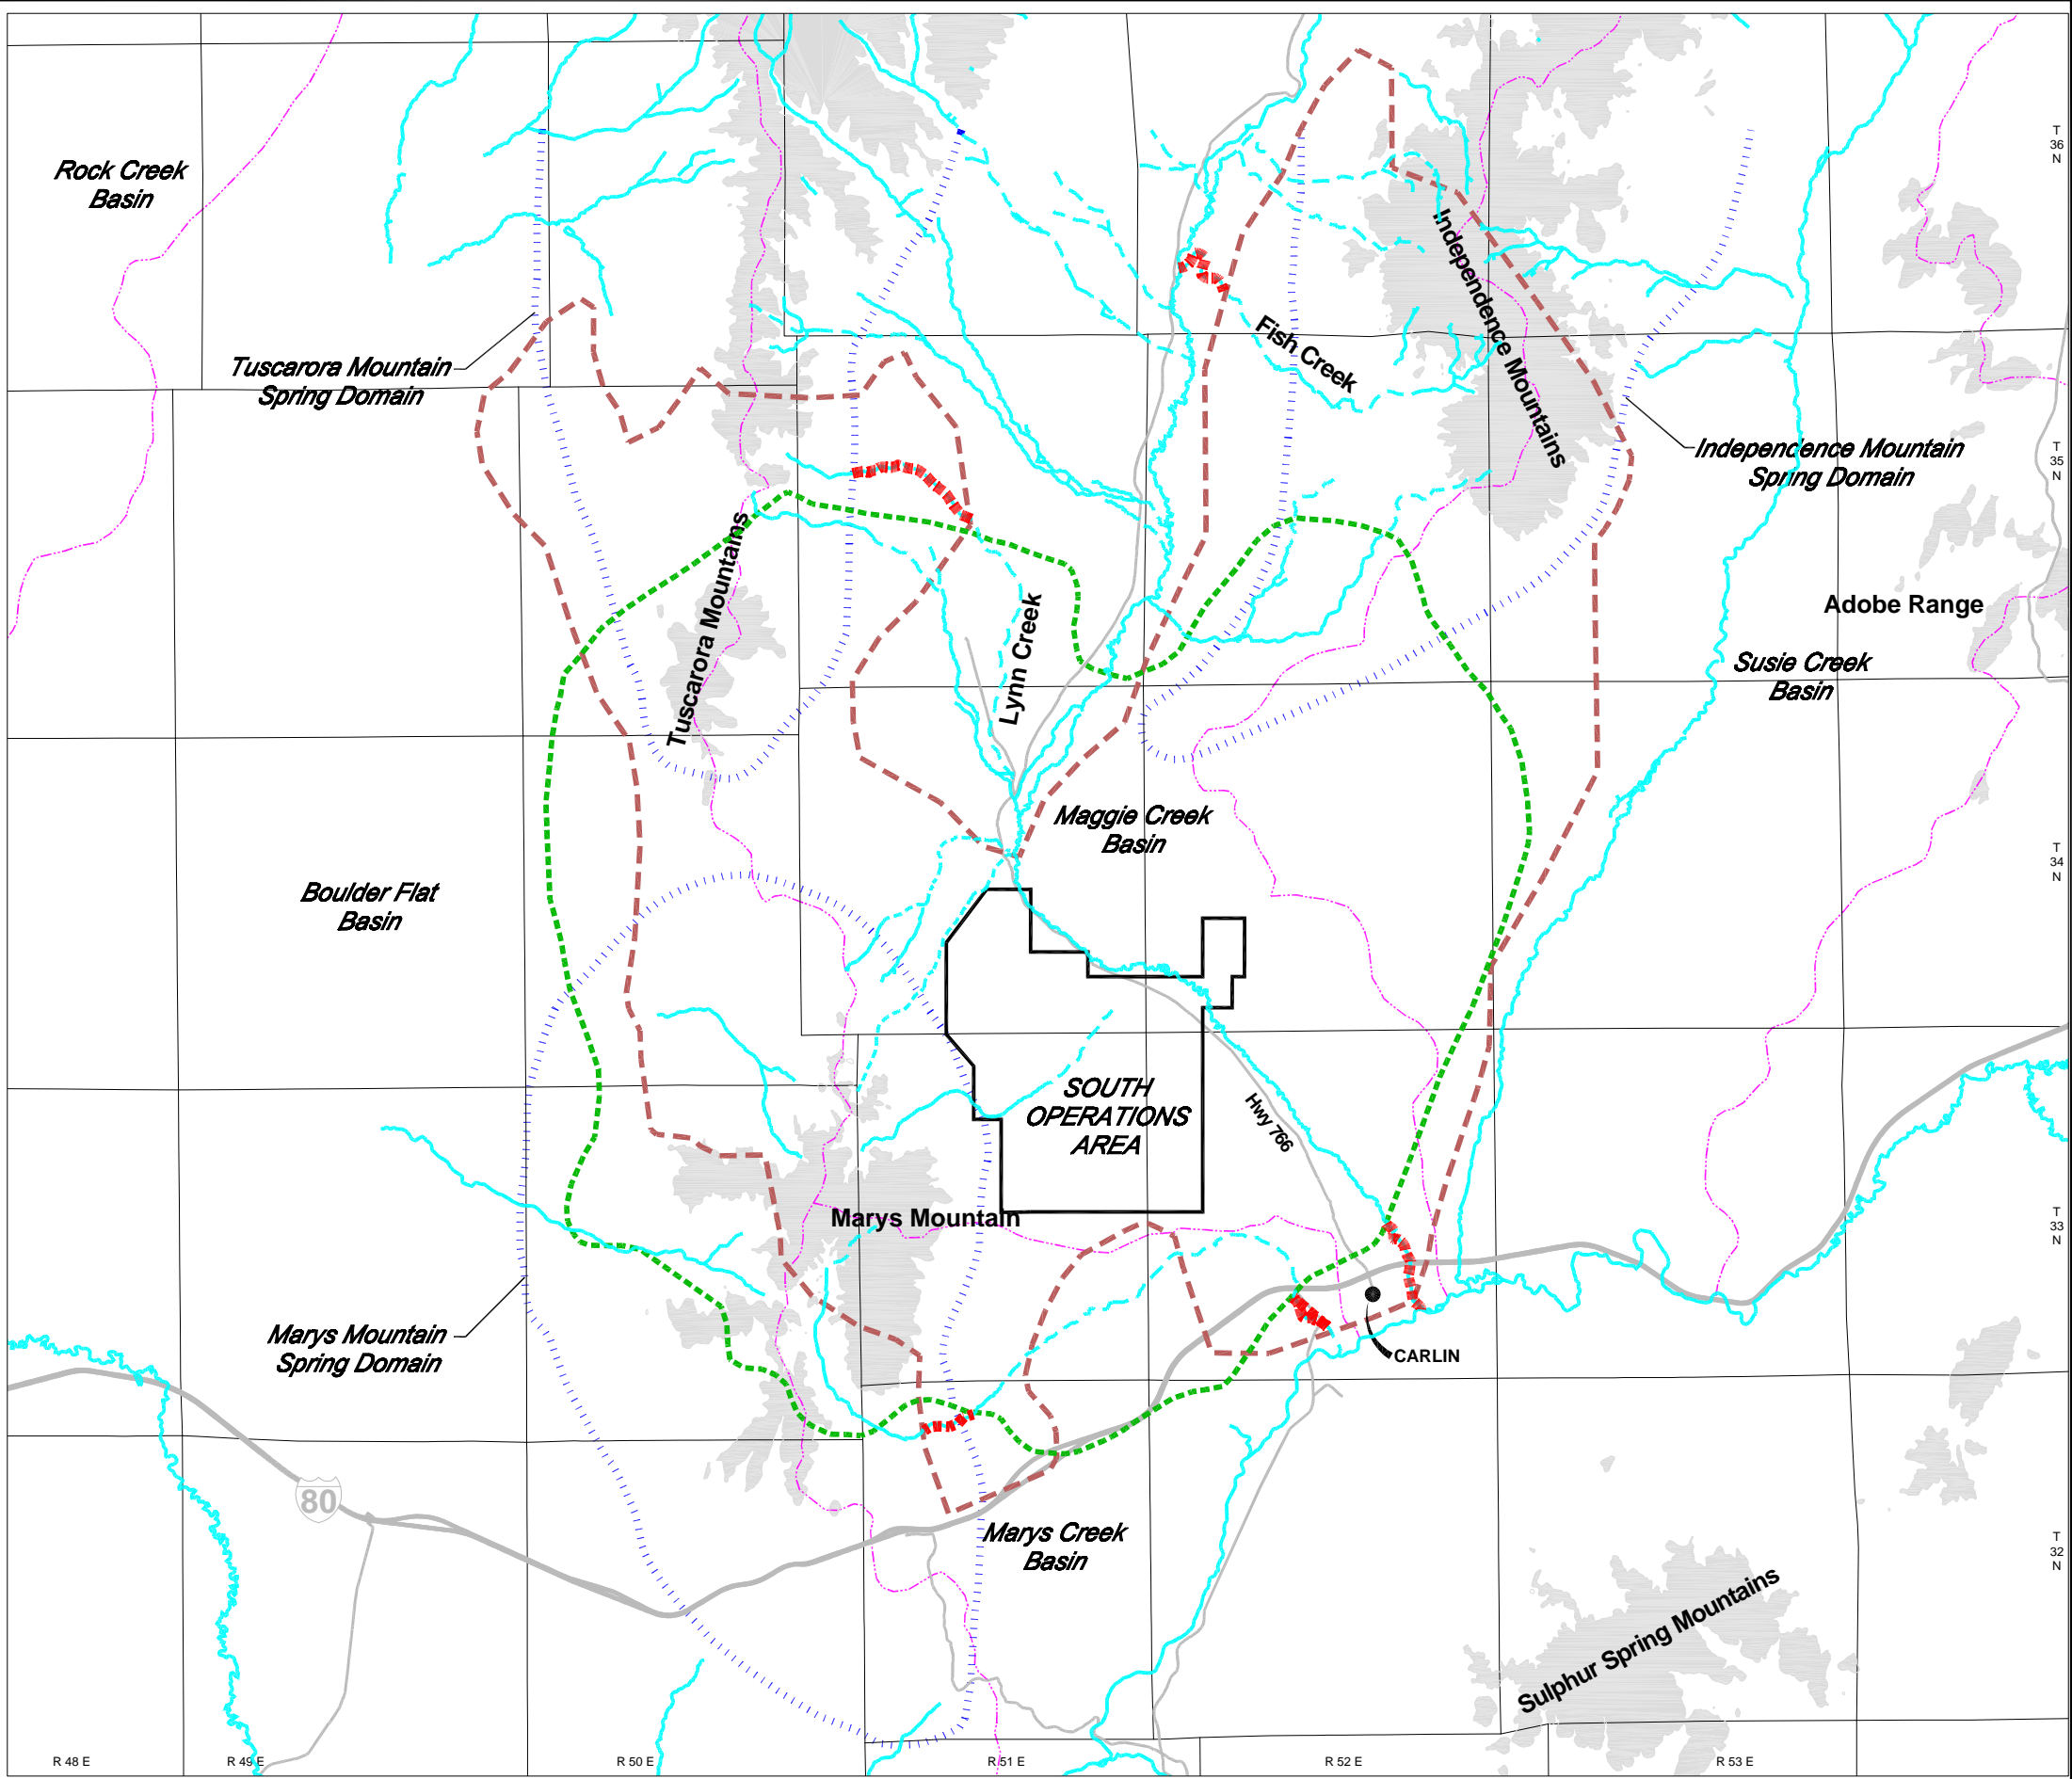 T
36
N
Rock Creek
Basin
Independence Mountains
Fish Creek
Tuscarora Mountain
Spring Domain
Independence Mountain
Spring Domain
T
35
N
Tuscarora Mountains
Lynn Creek
Adobe Range
Susie Creek
Basin
Maggie Creek
Basin
T
34
N
Boulder Flat
Basin
SOUTH
OPERATIONS
AREA
Hwy 766
Marys Mountain
T
33
N
Marys Mountain
Spring Domain
CARLIN
80
Marys Creek
Basin
T
32
N
Sulphur Spring Mountains
R 48 E
R 49 E
R 50 E
R 51 E
R 52 E
R 53 E